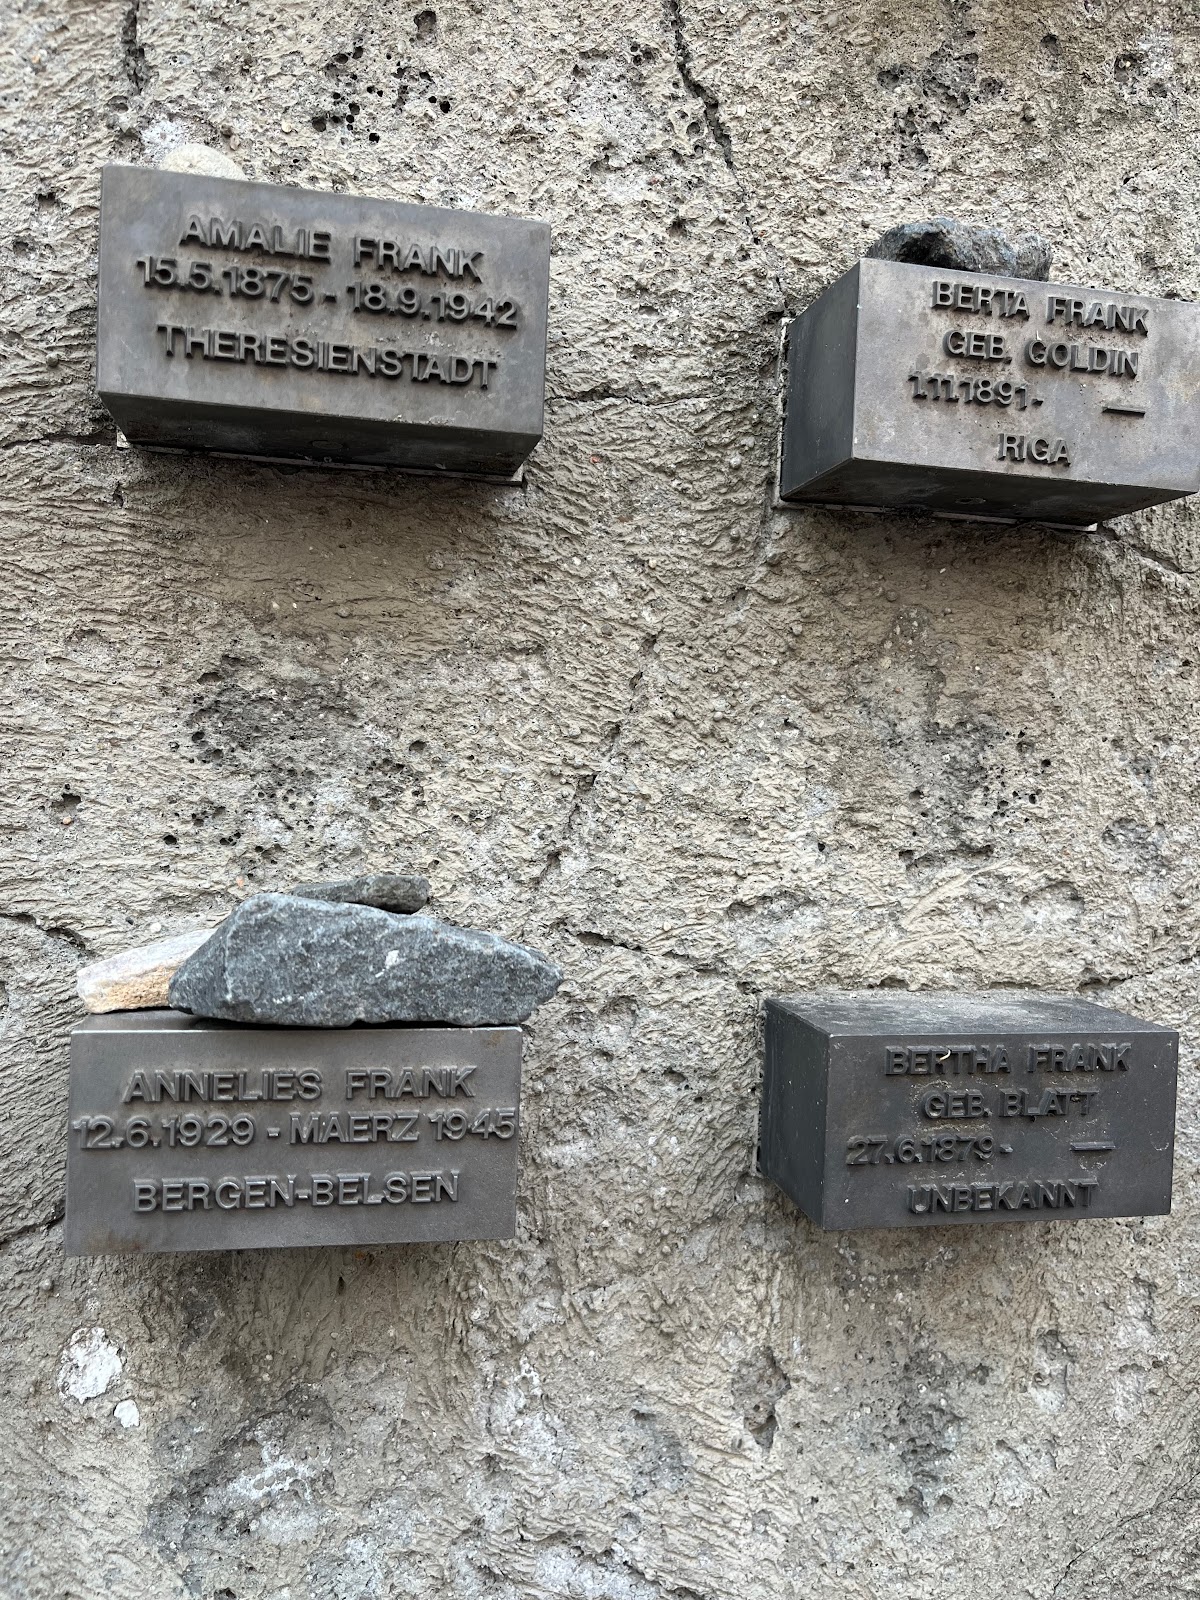 AMALIE FRANK
15.5.1875 - 18.9.1942
THERESIENSTADT
BERTA FRANK
GEB. GOLDIN
1.11.1891 - —
RIGA
ANNELIES FRANK
12.6.1929 - MAERZ 1945
BERGEN-BELSEN
BERTHA FRANK
GEB. BLATT
27.6.1879 - —
UNBEKANNT